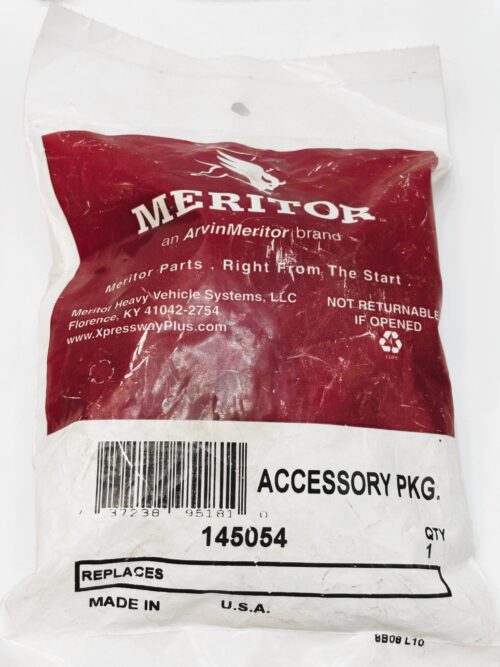 MERITOR
an ArvinMeritor brand
Meritor Parts . Right From The Start .
Meritor Heavy Vehicle Systems, LLC
Florence, KY 41042-2754
www.XpresswayPlus.com
NOT RETURNABLE
IF OPENED
ACCESSORY PKG.
7 37238 95181 0
145054
QTY
1
REPLACES
MADE IN U.S.A.
8B08 L10